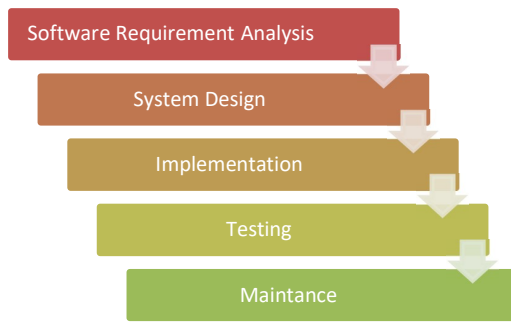 Software Requirement Analysis
System Design
Implementation
Testing
Maintance